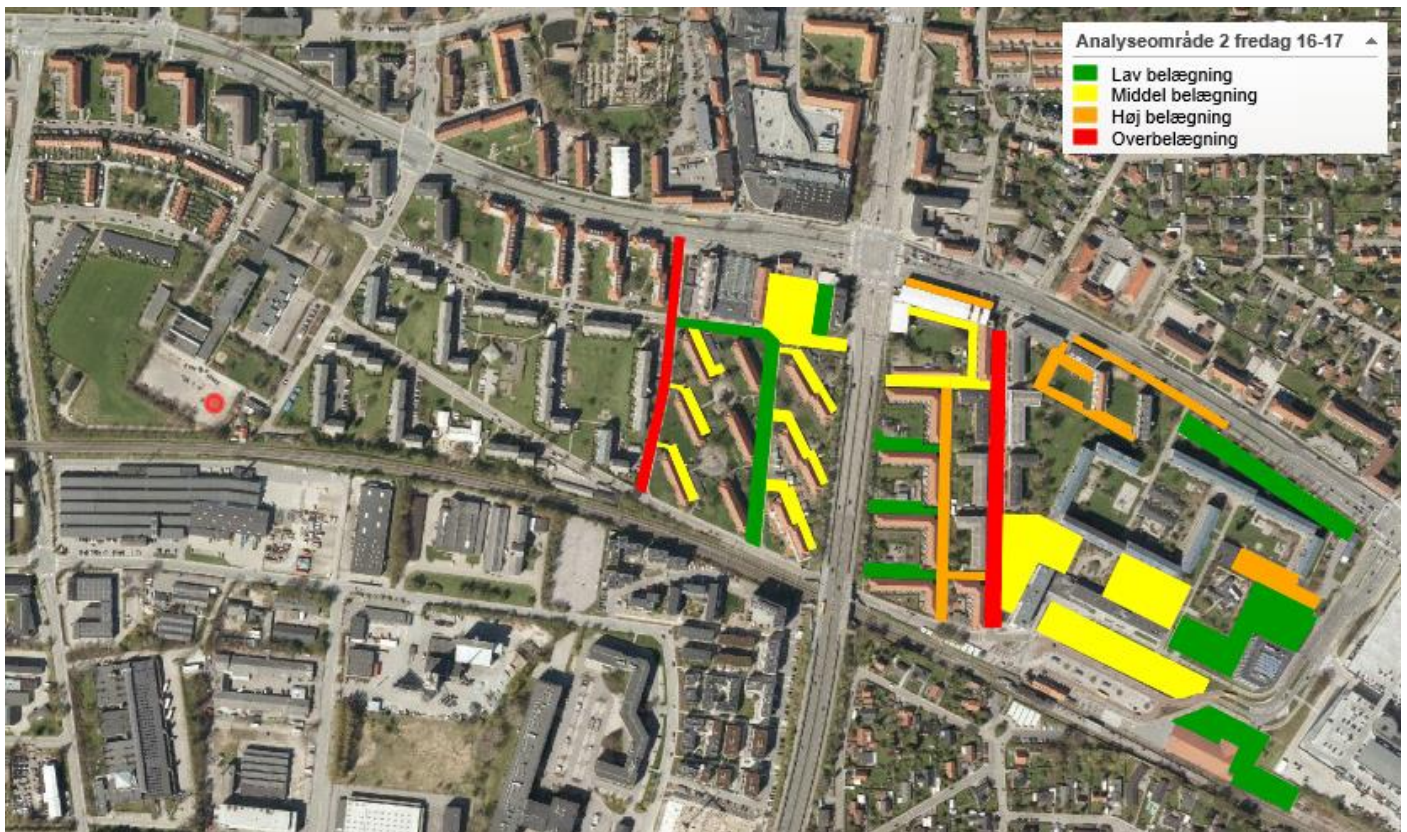 Analyseområde 2 fredag 16-17
Lav belægning
Middel belægning
Høj belægning
Overbelægning